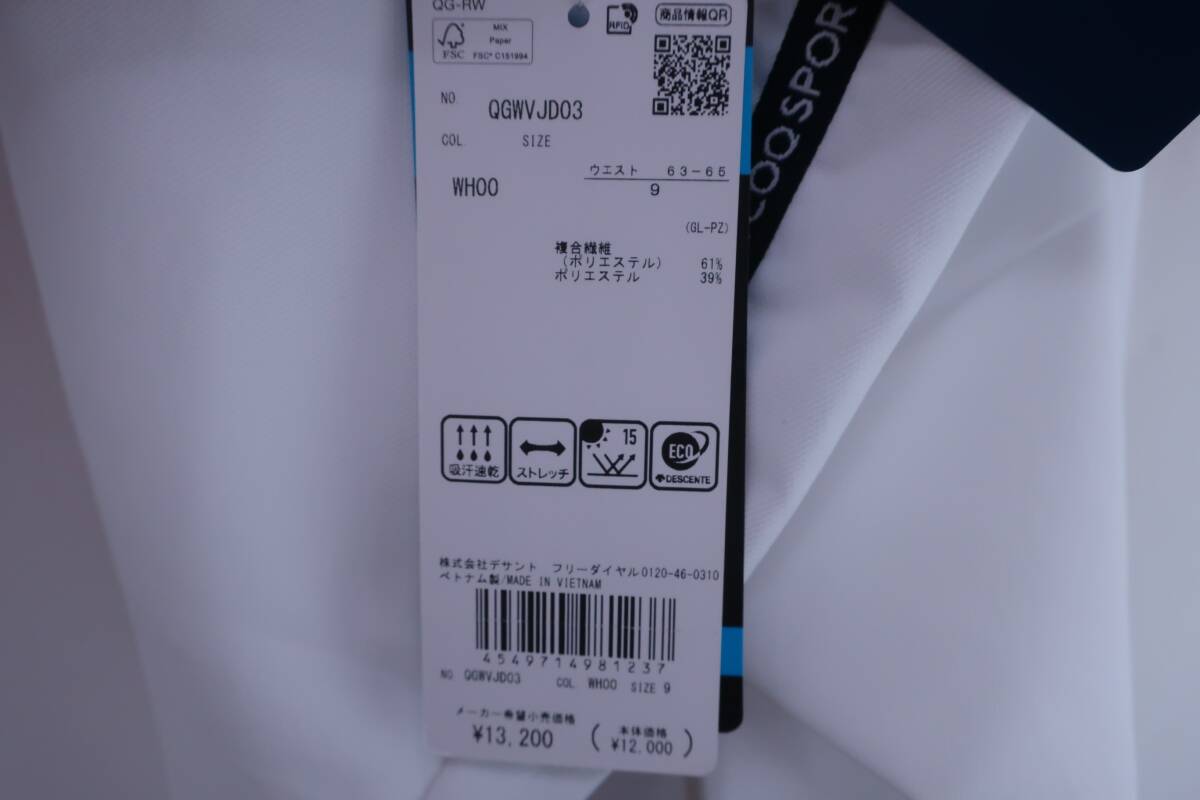 QG-RW
MIX
Paper
FSC
FSC® C151994
RFID
商品情報QR
NO.
QGWVJD03
COL.
SIZE
WH00
ウエスト 63-65
9
(GL-PZ)
複合繊維
(ポリエステル) 61%
ポリエステル 39%
吸汗速乾
ストレッチ
15
ECO
DESCENTE
株式会社デサント フリーダイヤル0120-46-0310
ベトナム製/MADE IN VIETNAM
4549714981237
NO. QGWVJD03 COL. WH00 SIZE 9
メーカー希望小売価格
¥13,200
(本体価格
¥12,000)
COQ SPOR